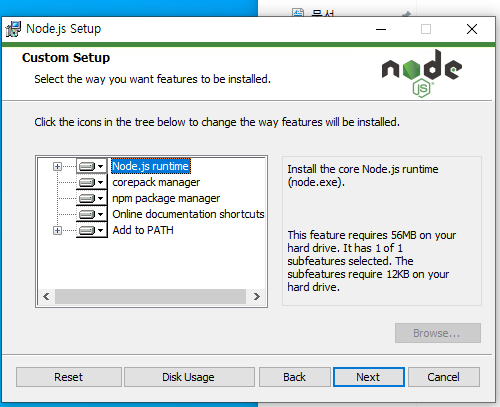 문서
Node.js Setup
Custom Setup
Select the way you want features to be installed.
node
JS
Click the icons in the tree below to change the way features will be installed.
Node.js runtime
corepack manager
npm package manager
Online documentation shortcuts
Add to PATH
Install the core Node.js runtime
(node.exe).
This feature requires 56MB on your
hard drive. It has 1 of 1
subfeatures selected. The
subfeatures require 12KB on your
hard drive.
Browse...
Reset
Disk Usage
Back
Next
Cancel